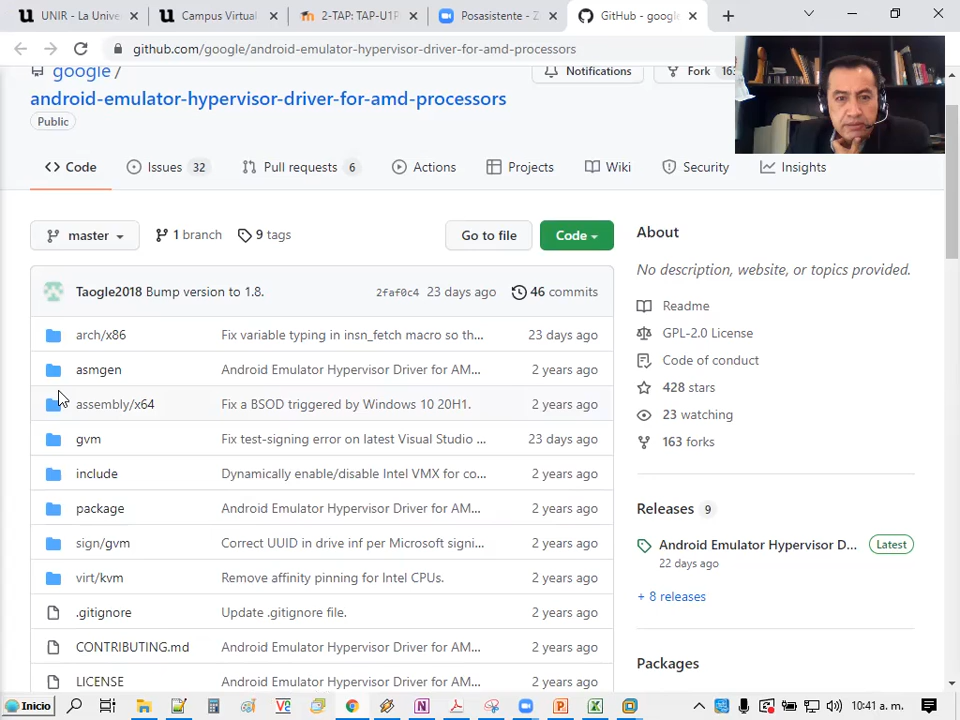 UNIR - La Unive
Campus Virtual
2-TAP: TAP-U1P
Posasistente - Z
GitHub - google
github.com/google/android-emulator-hypervisor-driver-for-amd-processors
google /
Notifications
Fork 163
android-emulator-hypervisor-driver-for-amd-processors
Public
<> Code
Issues 32
Pull requests 6
Actions
Projects
Wiki
Security
Insights
master
1 branch
9 tags
Go to file
Code
Taogle2018 Bump version to 1.8.
2faf0c4 23 days ago
46 commits
arch/x86 Fix variable typing in insn_fetch macro so th... 23 days ago
asmgen Android Emulator Hypervisor Driver for AM... 2 years ago
assembly/x64 Fix a BSOD triggered by Windows 10 20H1. 2 years ago
gvm Fix test-signing error on latest Visual Studio ... 23 days ago
include Dynamically enable/disable Intel VMX for co... 2 years ago
package Android Emulator Hypervisor Driver for AM... 2 years ago
sign/gvm Correct UUID in drive inf per Microsoft signi... 2 years ago
virt/kvm Remove affinity pinning for Intel CPUs. 2 years ago
.gitignore Update .gitignore file. 2 years ago
CONTRIBUTING.md Android Emulator Hypervisor Driver for AM... 2 years ago
LICENSE Android Emulator Hypervisor Driver for AM... 2 years ago
About
No description, website, or topics provided.
Readme
GPL-2.0 License
Code of conduct
428 stars
23 watching
163 forks
Releases 9
Android Emulator Hypervisor D... Latest
22 days ago
+ 8 releases
Packages
Inicio
10:41 a. m.